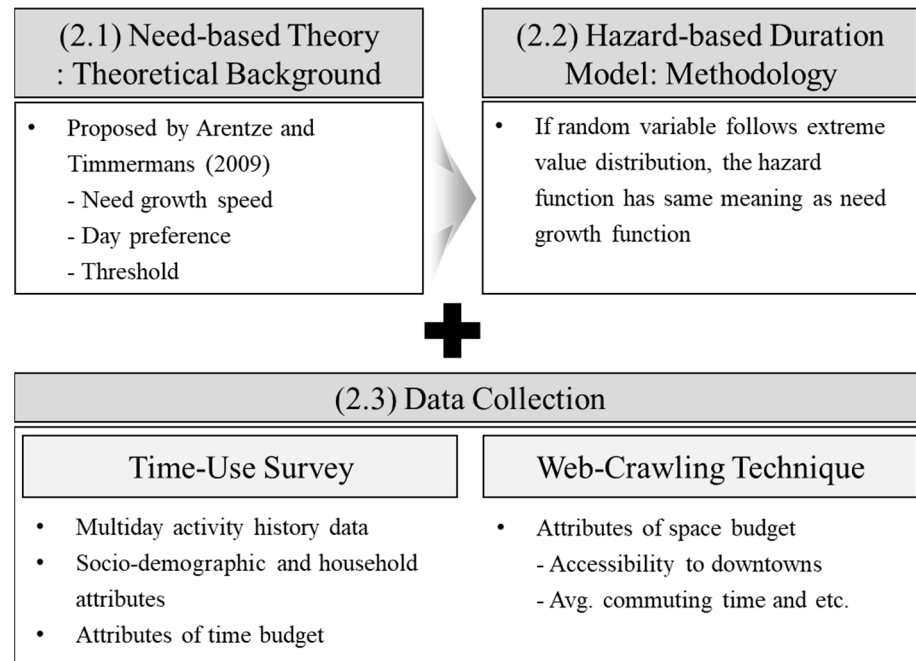 (2.1) Need-based Theory
: Theoretical Background
• Proposed by Arentze and
Timmermans (2009)
- Need growth speed
- Day preference
- Threshold
(2.2) Hazard-based Duration
Model: Methodology
• If random variable follows extreme
value distribution, the hazard
function has same meaning as need
growth function
(2.3) Data Collection
Time-Use Survey
• Multiday activity history data
• Socio-demographic and household
attributes
• Attributes of time budget
Web-Crawling Technique
• Attributes of space budget
- Accessibility to downtowns
- Avg. commuting time and etc.